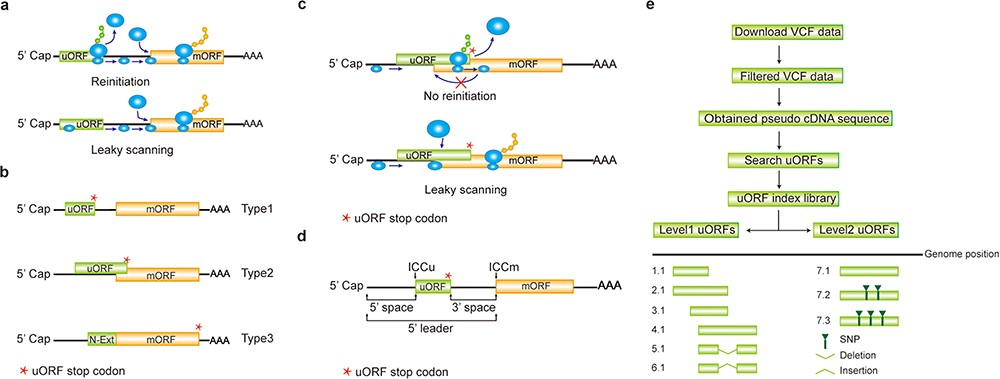 a
5' Cap
uORF
mORF
AAA
Reinitiation
5' Cap
uORF
mORF
AAA
Leaky scanning
b
5' Cap
uORF
mORF
AAA
Type1
5' Cap
uORF
mORF
AAA
Type2
5' Cap
N-Ext
mORF
AAA
Type3
uORF stop codon
c
5' Cap
uORF
mORF
AAA
No reinitiation
5' Cap
uORF
mORF
AAA
Leaky scanning
uORF stop codon
d
ICCu
ICCm
5' Cap
uORF
mORF
AAA
5' space
3' space
5' leader
e
Download VCF data
Filtered VCF data
Obtained pseudo cDNA sequence
Search uORFs
uORF index library
Level1 uORFs
Level2 uORFs
Genome position
1.1
2.1
3.1
4.1
5.1
6.1
7.1
7.2
7.3
SNP
Deletion
Insertion